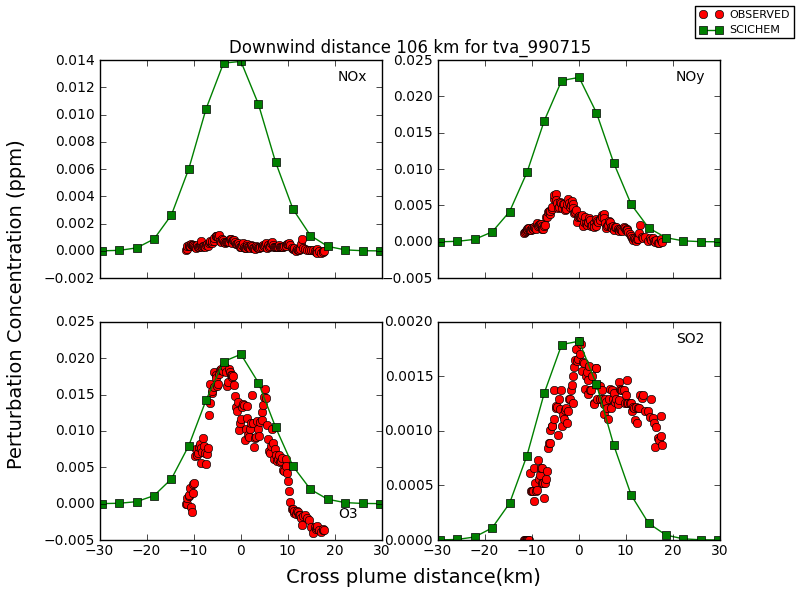 OBSERVED
SCICHEM
Downwind distance 106 km for tva_990715
0.014
0.012
0.010
0.008
0.006
0.004
0.002
0.000
−0.002
NOx
0.025
0.020
0.015
0.010
0.005
0.000
−0.005
NOy
Perturbation Concentration (ppm)
0.025
0.020
0.015
0.010
0.005
0.000
−0.005
O3
−30 −20 −10 0 10 20 30
0.0020
0.0015
0.0010
0.0005
0.0000
SO2
−30 −20 −10 0 10 20 30
Cross plume distance(km)